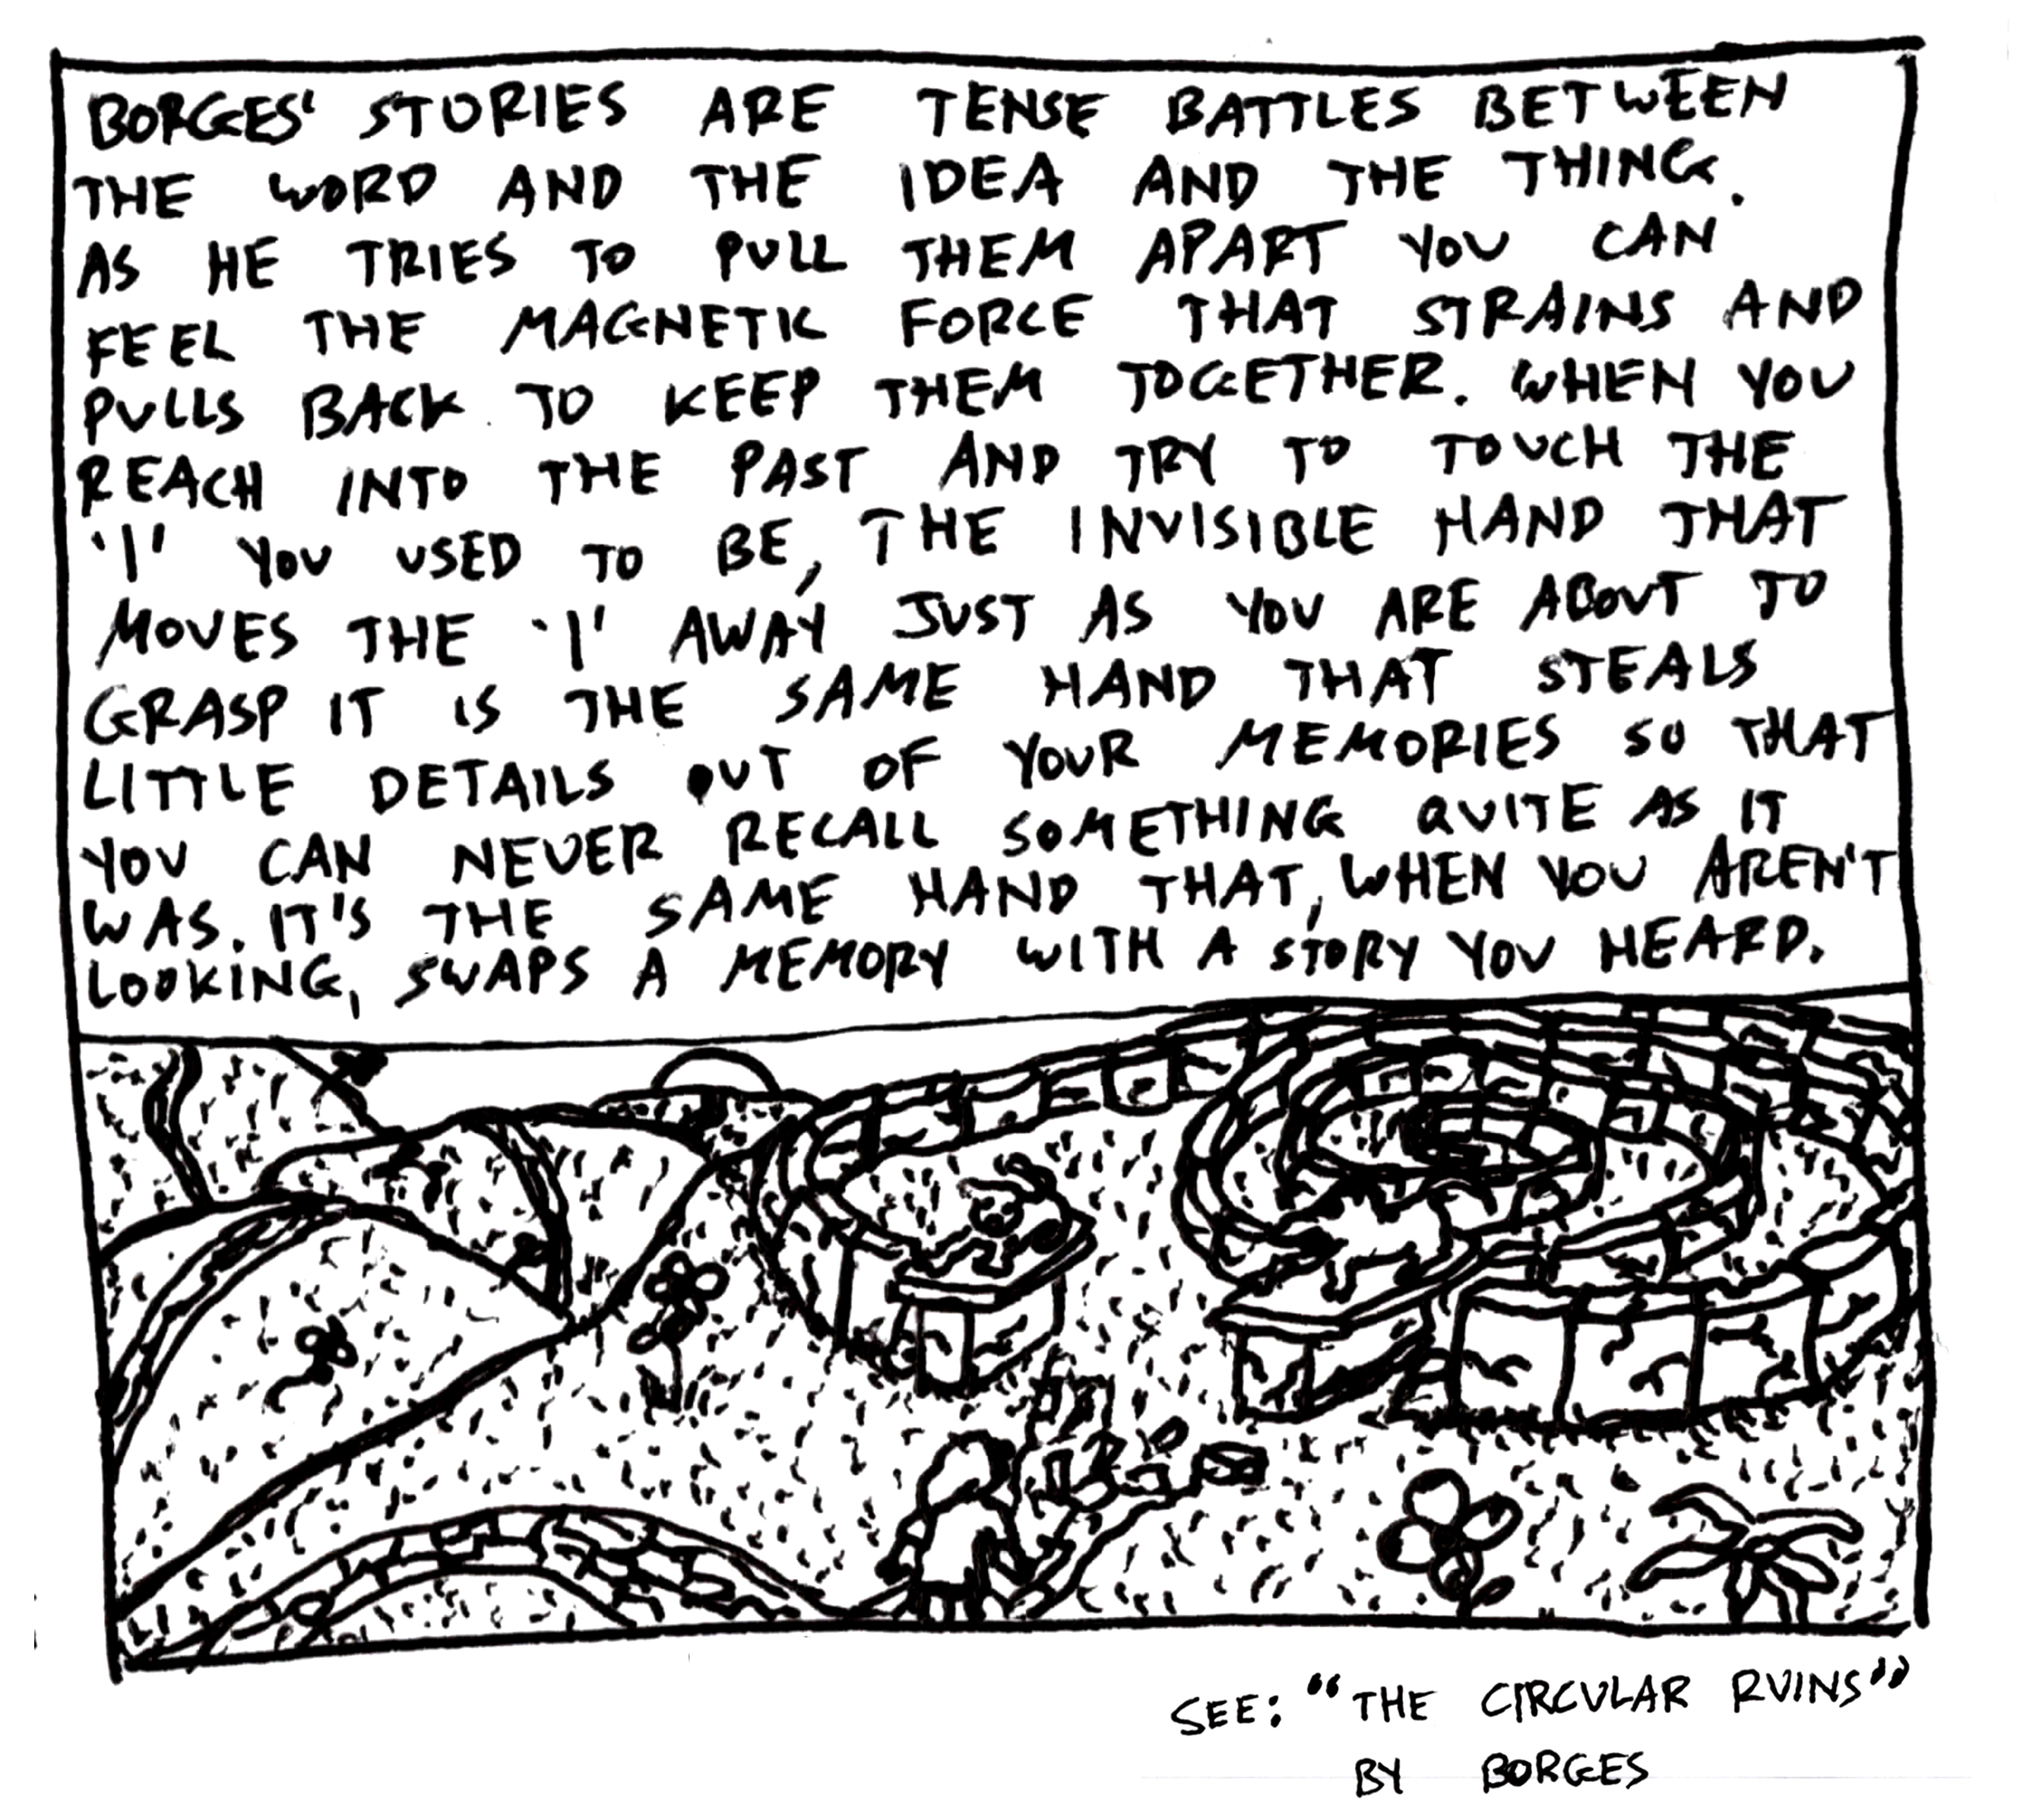 BORGES' STORIES ARE TENSE BATTLES BETWEEN
THE WORD AND THE IDEA AND THE THING.
AS HE TRIES TO PULL THEM APART YOU CAN
FEEL THE MAGNETIC FORCE THAT STRAINS AND
PULLS BACK TO KEEP THEM TOGETHER. WHEN YOU
REACH INTO THE PAST AND TRY TO TOUCH THE
'I' YOU USED TO BE, THE INVISIBLE HAND THAT
MOVES THE 'I' AWAY JUST AS YOU ARE ABOUT TO
GRASP IT IS THE SAME HAND THAT STEALS
LITTLE DETAILS OUT OF YOUR MEMORIES SO THAT
YOU CAN NEVER RECALL SOMETHING QUITE AS IT
WAS. IT'S THE SAME HAND THAT, WHEN YOU AREN'T
LOOKING, SWAPS A MEMORY WITH A STORY YOU HEARD.
SEE: "THE CIRCULAR RUINS"
BY BORGES